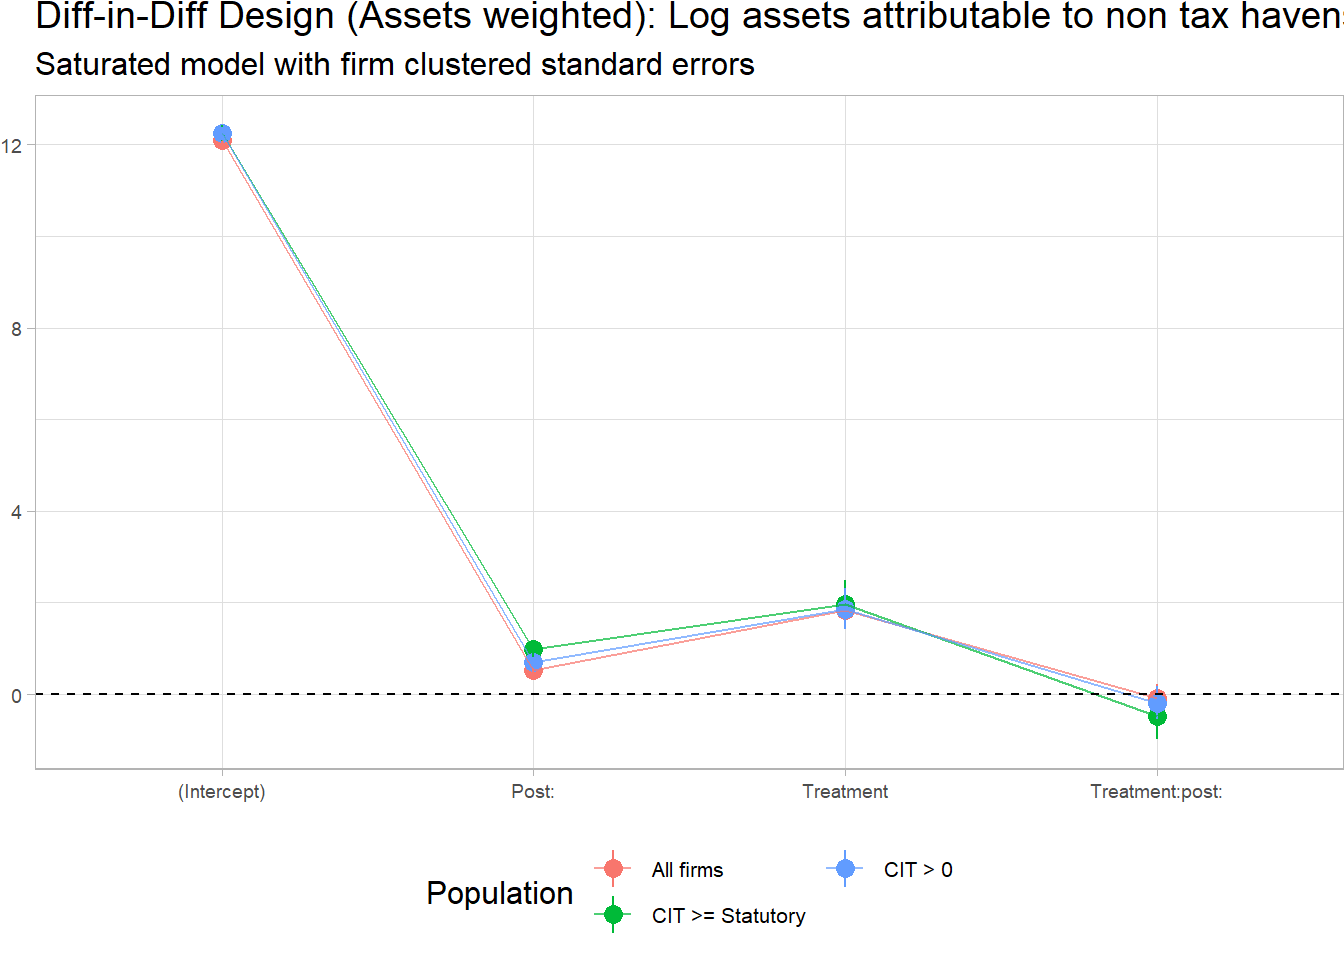 Diff-in-Diff Design (Assets weighted): Log assets attributable to non tax havens
Saturated model with firm clustered standard errors
12
8
4
0
(Intercept)
Post:
Treatment
Treatment:post:
Population
All firms
CIT > 0
CIT >= Statutory